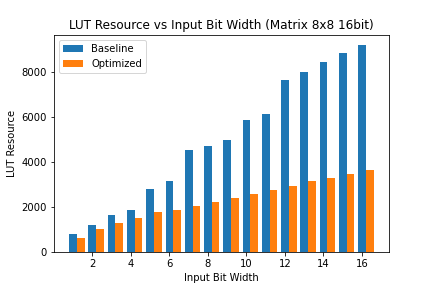 LUT Resource vs Input Bit Width (Matrix 8x8 16bit)
Baseline
Optimized
LUT Resource
8000
6000
4000
2000
0
2 4 6 8 10 12 14 16
Input Bit Width